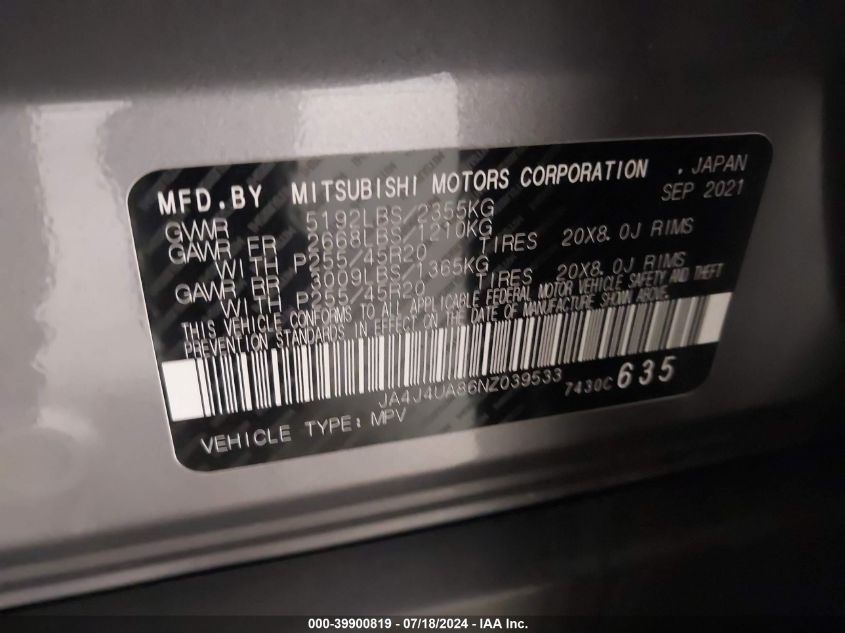 MFD.BY MITSUBISHI MOTORS CORPORATION . JAPAN
SEP 2021
GVWR 5192LBS/2355KG
GAWR FR 2668LBS/1210KG
WITH P255/45R20 TIRES 20X8.0J RIMS
GAWR RR 3009LBS/1365KG
WITH P255/45R20 TIRES 20X8.0J RIMS
THIS VEHICLE CONFORMS TO ALL APPLICABLE FEDERAL MOTOR VEHICLE SAFETY AND THEFT
PREVENTION STANDARDS IN EFFECT ON THE DATE OF MANUFACTURE SHOWN ABOVE.
JA4J4UA86NZ039533 7430C 635
VEHICLE TYPE: MPV
000-39900819 - 07/18/2024 - IAA Inc.